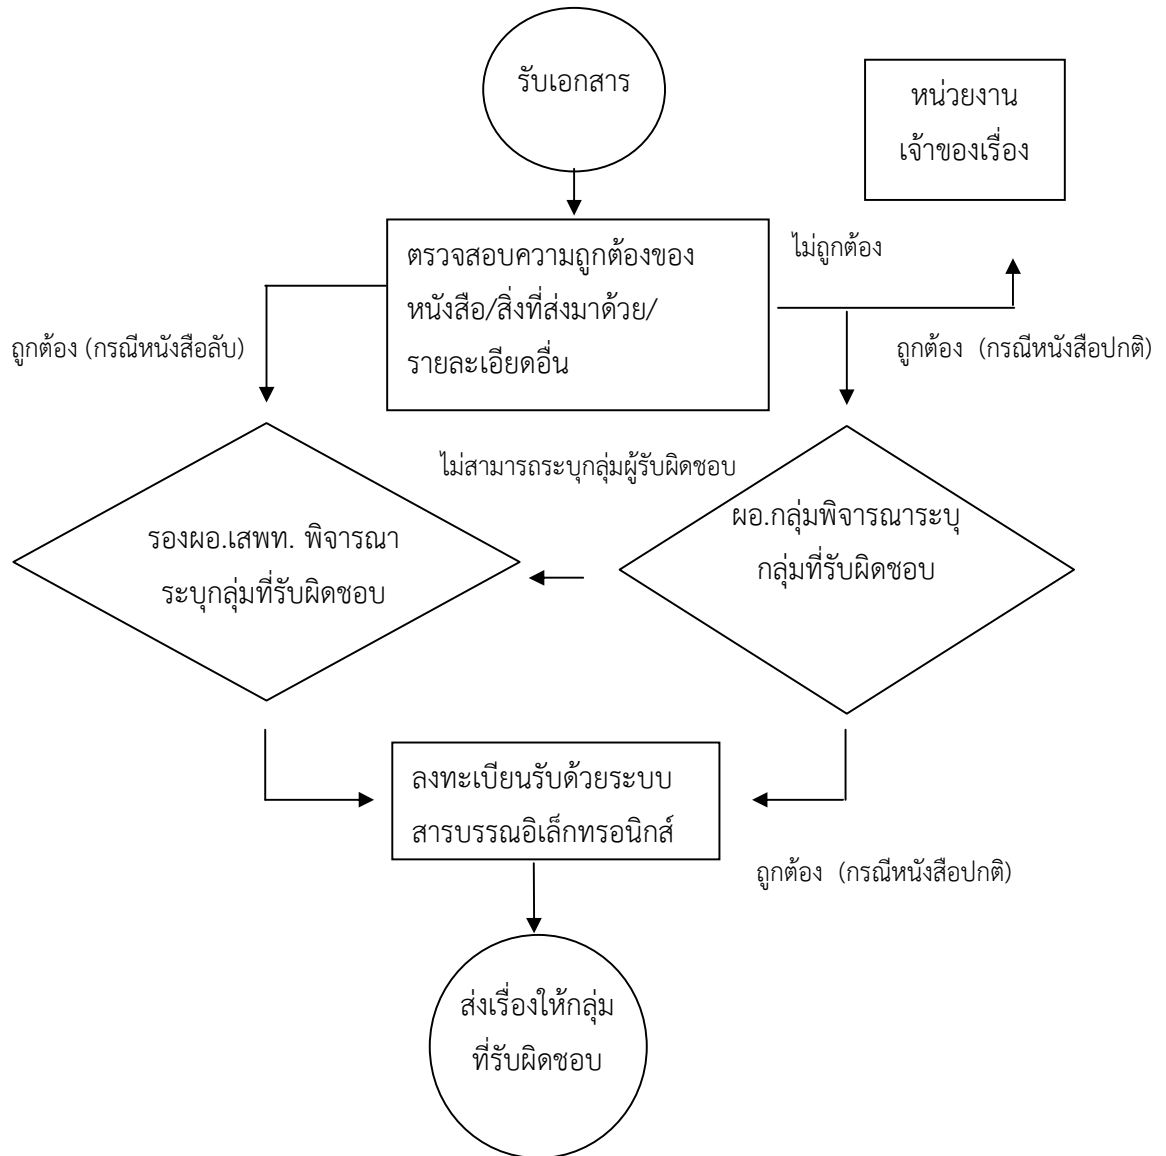 รับเอกสาร
หน่วยงาน
เจ้าของเรื่อง
ตรวจสอบความถูกต้องของ
หนังสือ/สิ่งที่ส่งมาด้วย/
รายละเอียดอื่น
ไม่ถูกต้อง
ถูกต้อง (กรณีหนังสือลับ)
ถูกต้อง (กรณีหนังสือปกติ)
ไม่สามารถระบุกลุ่มผู้รับผิดชอบ
รองผอ.เสพท. พิจารณา
ระบุกลุ่มที่รับผิดชอบ
ผอ.กลุ่มพิจารณาระบุ
กลุ่มที่รับผิดชอบ
ลงทะเบียนรับด้วยระบบ
สารบรรณอิเล็กทรอนิกส์
ถูกต้อง (กรณีหนังสือปกติ)
ส่งเรื่องให้กลุ่ม
ที่รับผิดชอบ